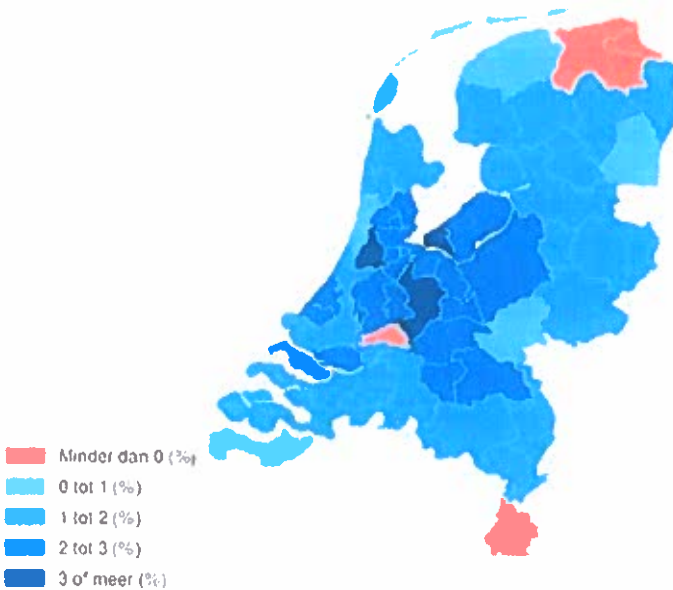 Minder dan 0 (%)
0 tot 1 (%)
1 tot 2 (%)
2 tot 3 (%)
3 of meer (%)